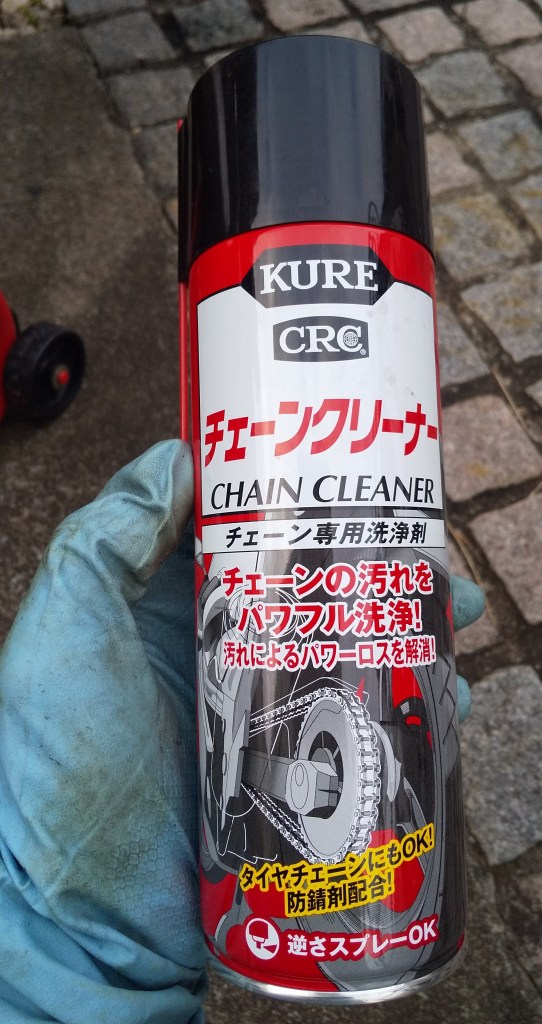 KURE
CRC®
チェーンクリーナー
CHAIN CLEANER
チェーン専用洗浄剤
チェーンの汚れを
パワフル洗浄!
汚れによるパワーロスを解消!
タイヤチェーンにもOK!
防錆剤配合!
逆さスプレーOK